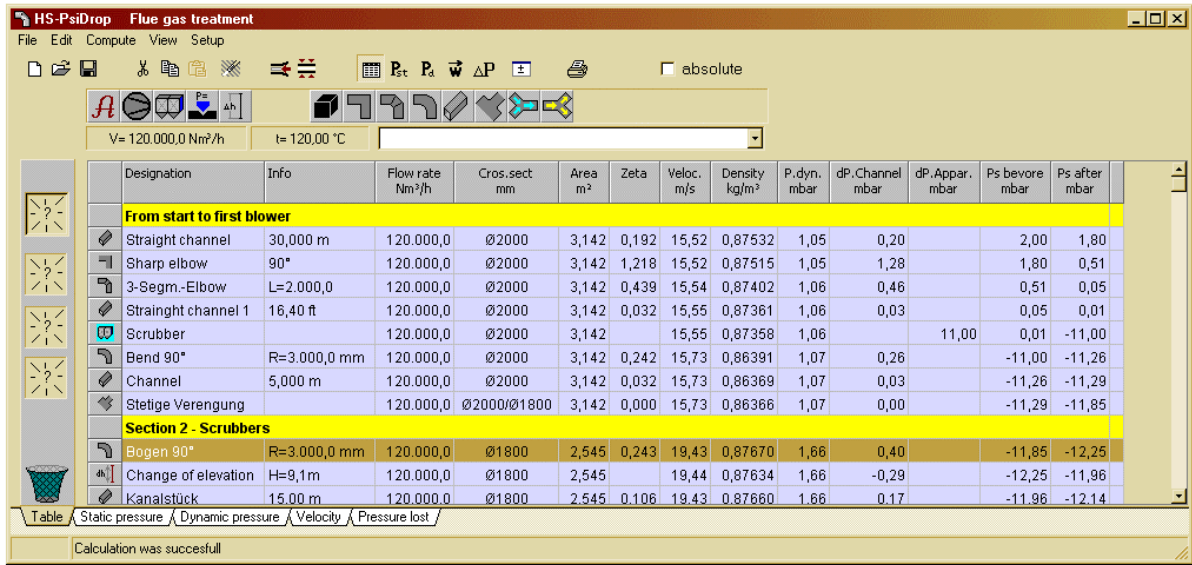 HS-PsiDrop Flue gas treatment
File Edit Compute View Setup
Pst Pd w ΔP ± absolute
A P= Δh
V= 120.000,0 Nm³/h t= 120,00 °C
Designation Info Flow rate Nm³/h Cros.sect mm Area m² Zeta Veloc. m/s Density kg/m³ P.dyn. mbar dP.Channel mbar dP.Appar. mbar Ps bevore mbar Ps after mbar
From start to first blower
Straight channel 30,000 m 120.000,0 Ø2000 3,142 0,192 15,52 0,87532 1,05 0,20 2,00 1,80
Sharp elbow 90° 120.000,0 Ø2000 3,142 1,218 15,52 0,87515 1,05 1,28 1,80 0,51
3-Segm.-Elbow L=2.000,0 120.000,0 Ø2000 3,142 0,439 15,54 0,87402 1,06 0,46 0,51 0,05
Strainght channel 1 16,40 ft 120.000,0 Ø2000 3,142 0,032 15,55 0,87361 1,06 0,03 0,05 0,01
Scrubber 120.000,0 Ø2000 3,142 15,55 0,87358 1,06 11,00 0,01 -11,00
Bend 90° R=3.000,0 mm 120.000,0 Ø2000 3,142 0,242 15,73 0,86391 1,07 0,26 -11,00 -11,26
Channel 5,000 m 120.000,0 Ø2000 3,142 0,032 15,73 0,86369 1,07 0,03 -11,26 -11,29
Stetige Verengung 120.000,0 Ø2000/Ø1800 3,142 0,000 15,73 0,86366 1,07 0,00 -11,29 -11,85
Section 2 - Scrubbers
Bogen 90° R=3.000,0 mm 120.000,0 Ø1800 2,545 0,243 19,43 0,87670 1,66 0,40 -11,85 -12,25
dh Change of elevation H=9,1m 120.000,0 Ø1800 2,545 19,44 0,87634 1,66 -0,29 -12,25 -11,96
Kanalstück 15,00 m 120.000,0 Ø1800 2,545 0,106 19,43 0,87660 1,66 0,17 -11,96 -12,14
Table Static pressure Dynamic pressure Velocity Pressure lost
Calculation was succesfull
?
?
?
?